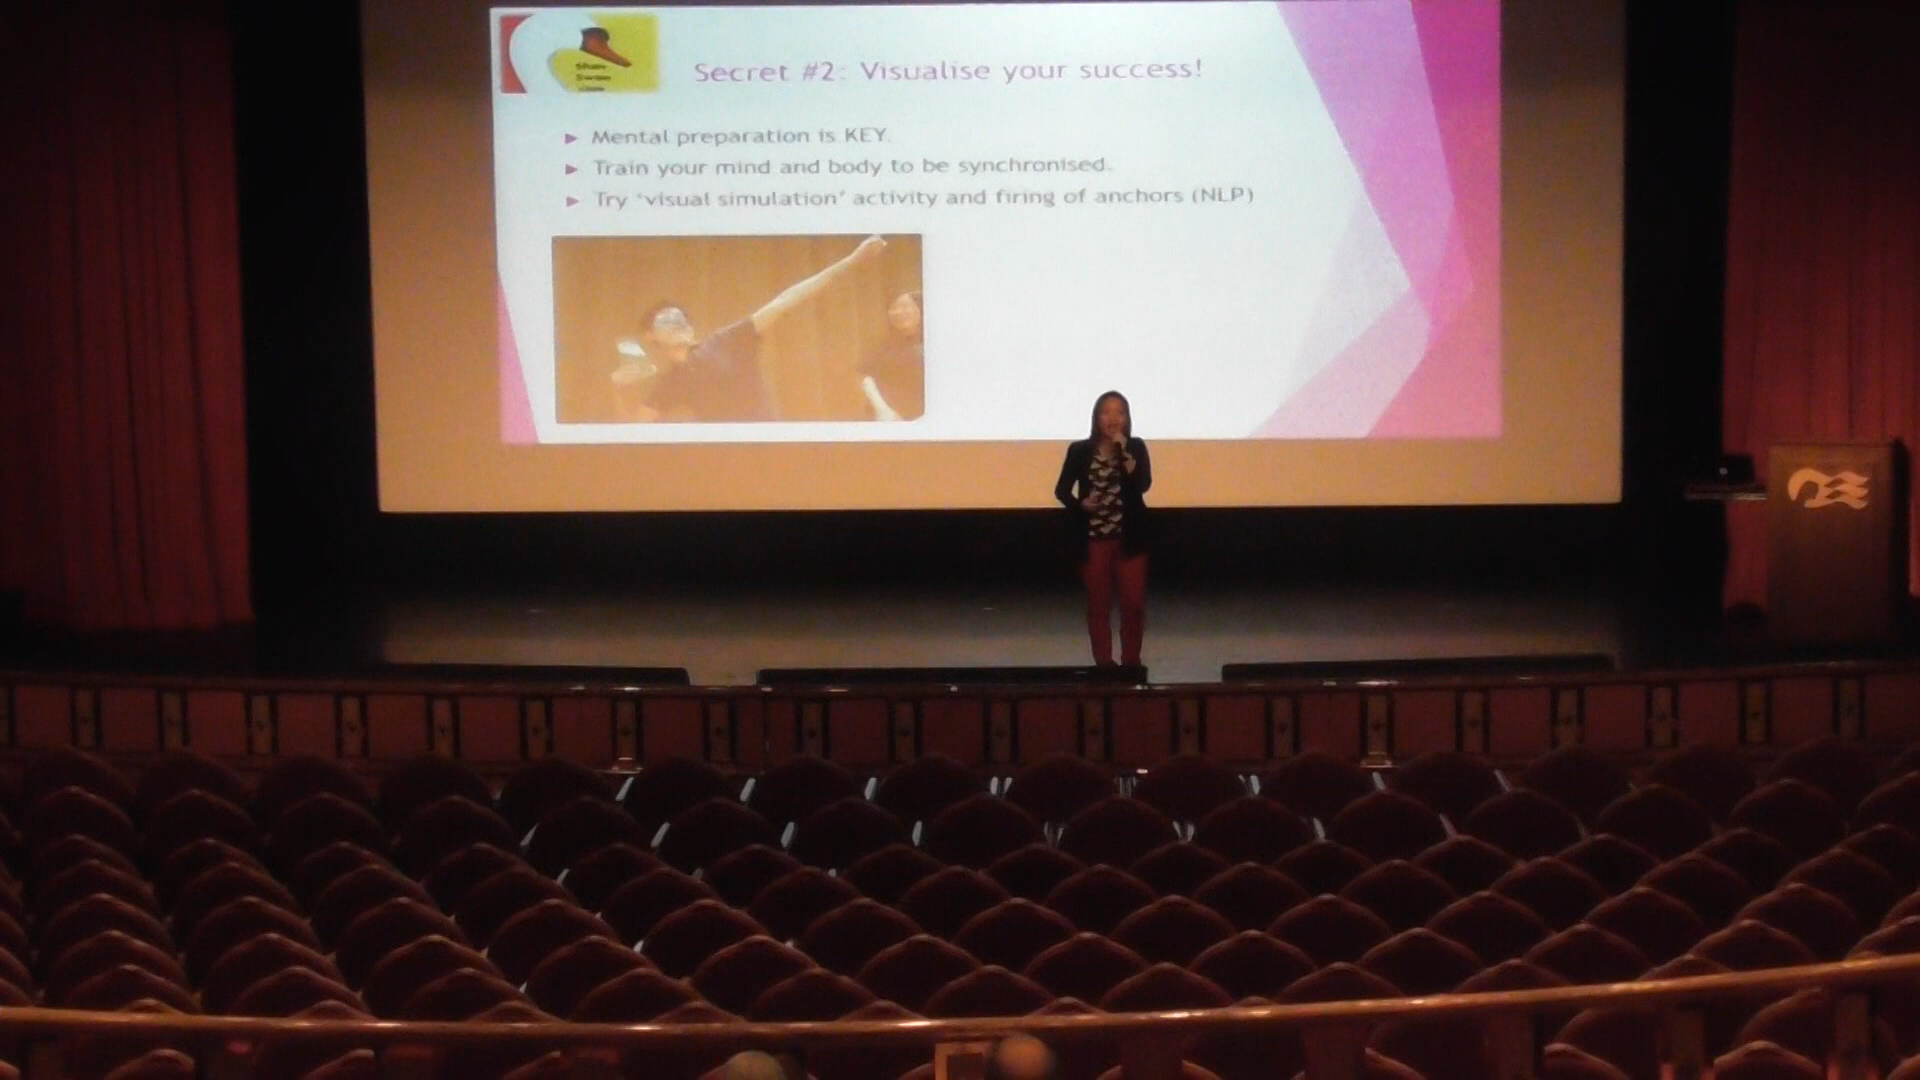 Secret #2: Visualise your success!
Mental preparation is KEY.
Train your mind and body to be synchronised.
Try 'visual simulation' activity and firing of anchors (NLP)